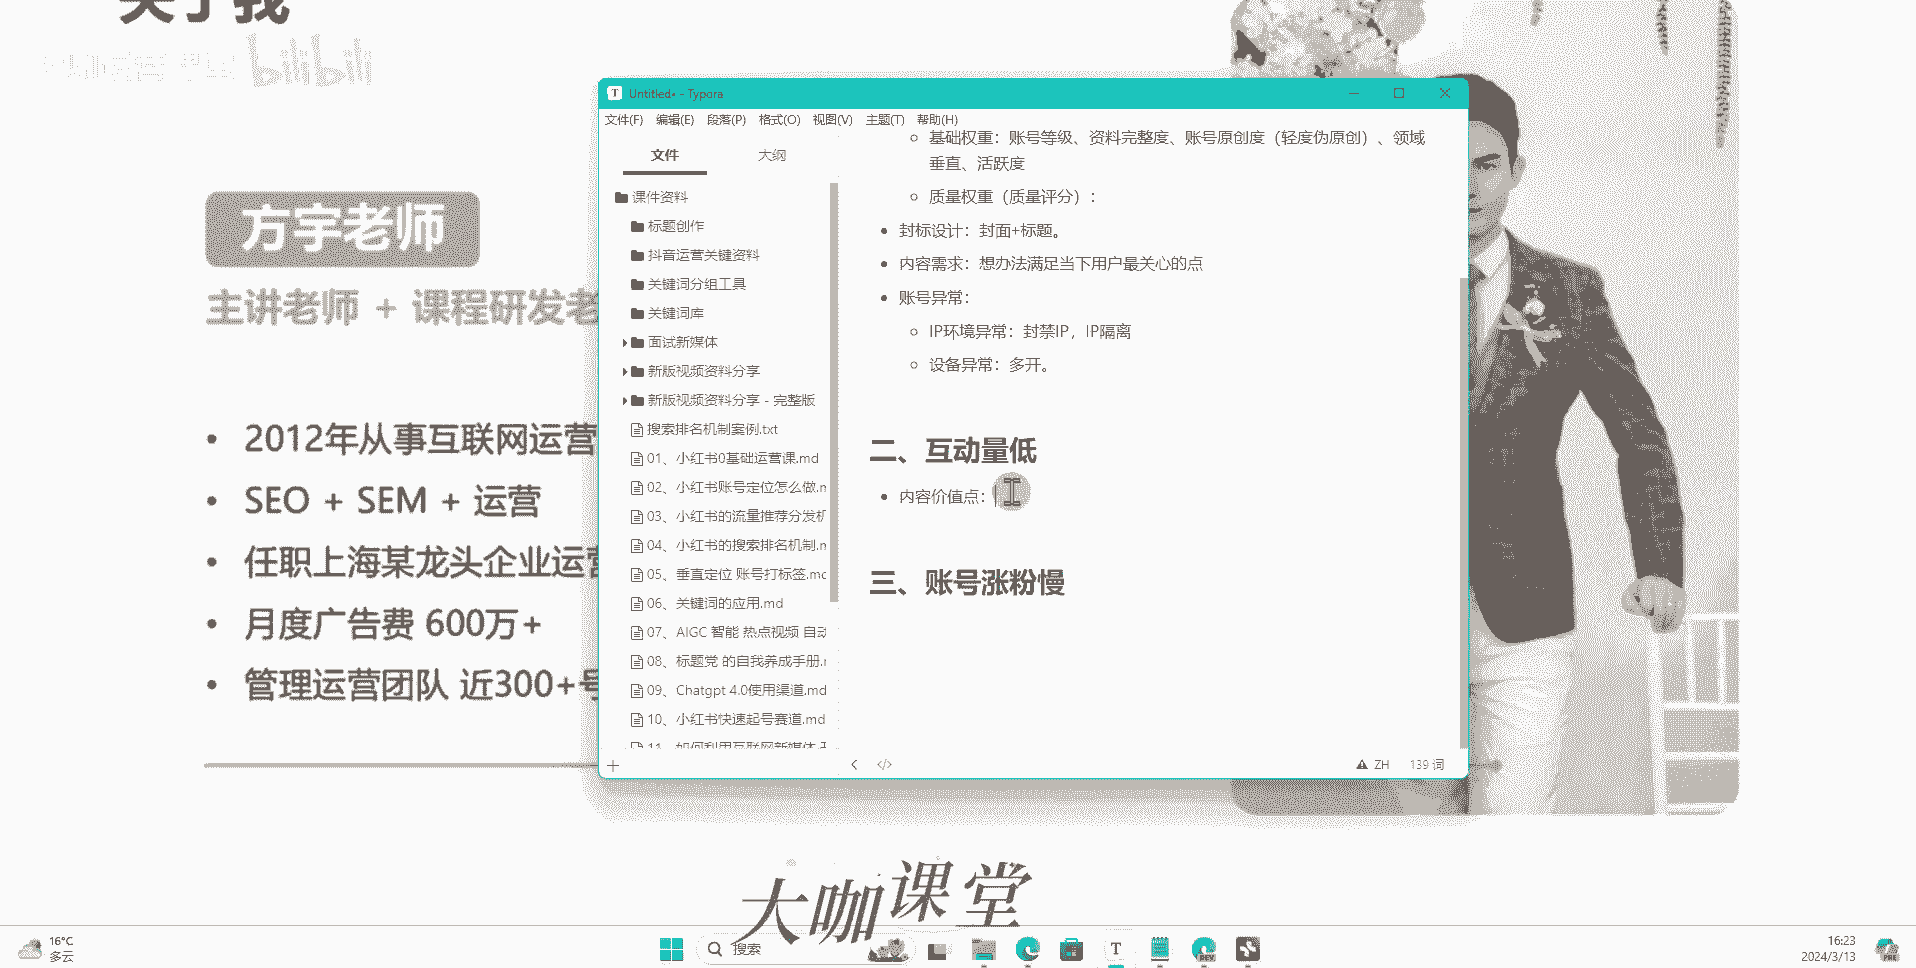 关于我
bilibili
方宇老师
主讲老师 + 课程研发老
• 2012年从事互联网运营
• SEO + SEM + 运营
• 任职上海某龙头企业运营
• 月度广告费 600万+
• 管理运营团队 近300+号
Untitled• - Typora
文件(F) 编辑(E) 段落(P) 格式(O) 视图(V) 主题(T) 帮助(H)
文件 大纲
课件资料
标题创作
抖音运营关键资料
关键词分组工具
关键词库
面试新媒体
新版视频资料分享
新版视频资料分享 - 完整版
搜索排名机制案例.txt
01、小红书0基础运营课.md
02、小红书账号定位怎么做.m
03、小红书的流量推荐分发机
04、小红书的搜索排名机制.m
05、垂直定位 账号打标签.md
06、关键词的应用.md
07、AIGC 智能 热点视频 自动
08、标题党 的自我养成手册.m
09、Chatgpt 4.0使用渠道.md
10、小红书快速起号赛道.md
11、如何利用互联网新媒体
基础权重：账号等级、资料完整度、账号原创度（轻度伪原创）、领域
垂直、活跃度
质量权重（质量评分）：
封标设计：封面+标题。
内容需求：想办法满足当下用户最关心的点
账号异常：
IP环境异常：封禁IP，IP隔离
设备异常：多开。
二、互动量低
内容价值点：
三、账号涨粉慢
ZH 139 词
大咖课堂
16°C
多云
搜索
16:23
2024/3/13